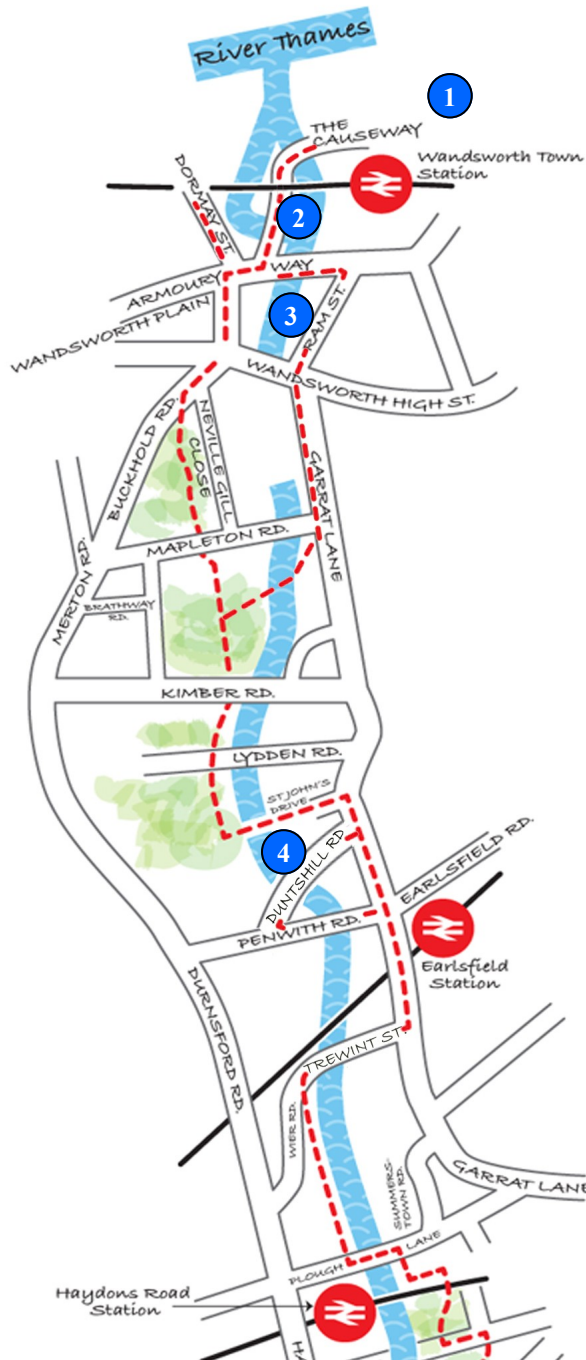 River Thames
1
THE
CAUSEWAY
Wandsworth Town
Station
DORMAY ST.
2
ARMOURY
WAY
WANDSWORTH PLAIN
3
RAM ST.
WANDSWORTH HIGH ST.
BUCKHOLD RD.
NEVILLE GILL
CLOSE
GARRAT LANE
MAPLETON RD.
MERTON RD.
BRATHWAY
RD.
KIMBER RD.
LYDDEN RD.
ST JOHN'S
DRIVE
4
DUNTSHILL RD
EARLSFIELD RD.
PENWITH RD.
Earlsfield
Station
DURNSFORD RD.
TREWINT ST.
WIER RD.
SUMMERS-
TOWN RD.
GARRAT LANE
PLOUGH
LANE
Haydons Road
Station
HA